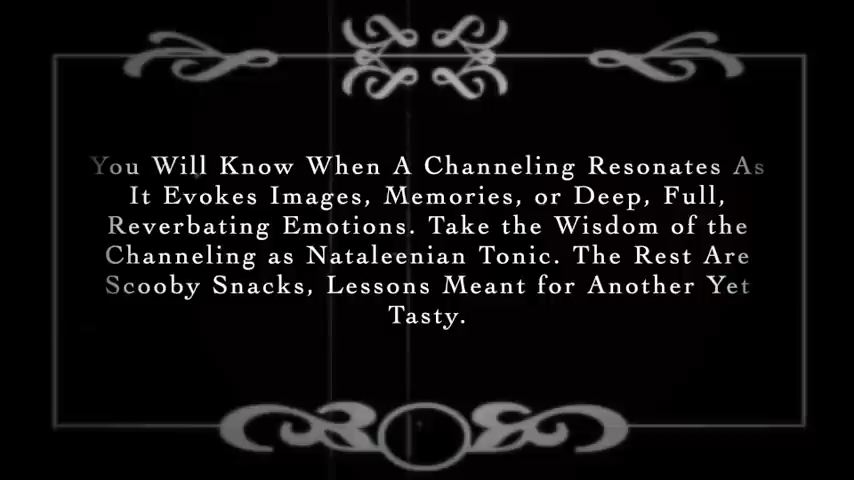 You Will Know When A Channeling Resonates As
It Evokes Images, Memories, or Deep, Full,
Reverbating Emotions. Take the Wisdom of the
Channeling as Nataleenian Tonic. The Rest Are
Scooby Snacks, Lessons Meant for Another Yet
Tasty.